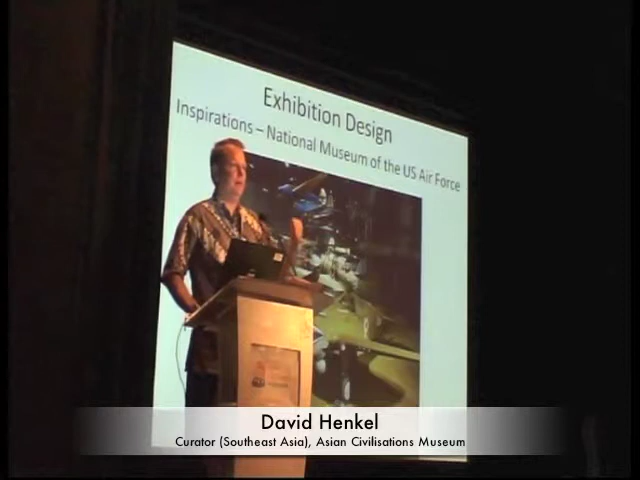 Exhibition Design
Inspirations – National Museum of the US Air Force
David Henkel
Curator (Southeast Asia), Asian Civilisations Museum